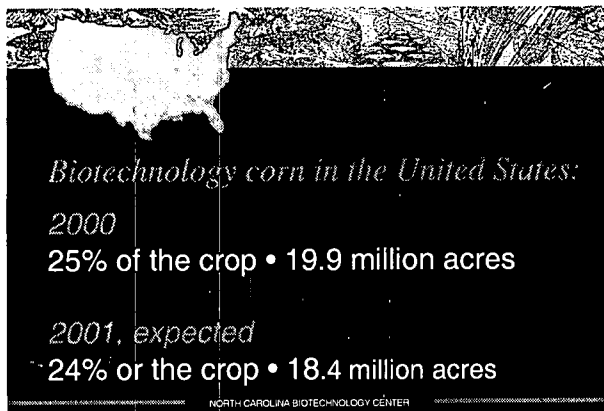 Biotechnology corn in the United States:
2000
25% of the crop • 19.9 million acres
2001, expected
24% or the crop • 18.4 million acres
NORTH CAROLINA BIOTECHNOLOGY CENTER